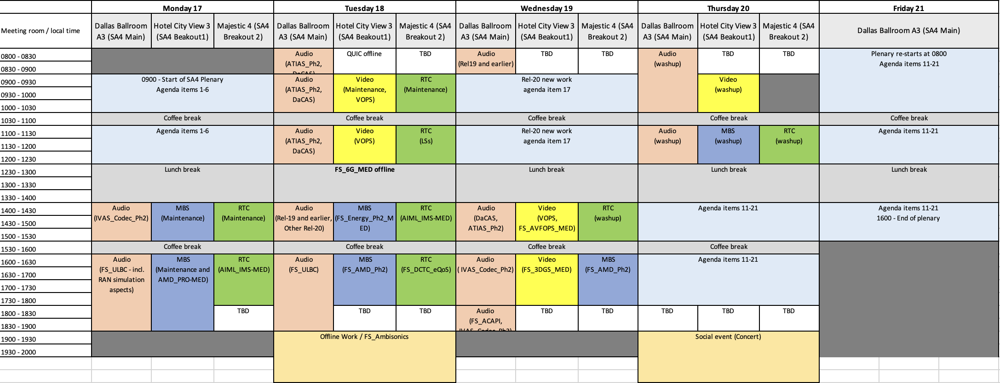 Monday 17
Tuesday 18
Wednesday 19
Thursday 20
Friday 21
Meeting room / local time
Dallas Ballroom
A3 (SA4 Main)
Hotel City View 3
(SA4 Beakout1)
Majestic 4 (SA4
Breakout 2)
Dallas Ballroom
A3 (SA4 Main)
Hotel City View 3
(SA4 Beakout1)
Majestic 4 (SA4
Breakout 2)
Dallas Ballroom
A3 (SA4 Main)
Hotel City View 3
(SA4 Beakout1)
Majestic 4 (SA4
Breakout 2)
Dallas Ballroom
A3 (SA4 Main)
Hotel City View 3
(SA4 Beakout1)
Majestic 4 (SA4
Breakout 2)
Dallas Ballroom A3 (SA4 Main)
0800 - 0830
0830 - 0900
Audio
(ATIAS_Ph2,
DaCAS)
QUIC offline
TBD
Audio
(Rel19 and earlier)
TBD
TBD
Audio
(washup)
TBD
TBD
Plenary re-starts at 0800
Agenda items 11-21
0900 - 0930
0930 - 1000
1000 - 1030
0900 - Start of SA4 Plenary
Agenda items 1-6
Audio
(ATIAS_Ph2,
DaCAS)
Video
(Maintenance,
VOPS)
RTC
(Maintenance)
Rel-20 new work
agenda item 17
Video
(washup)
1030 - 1100
Coffee break
Coffee break
Coffee break
Coffee break
Coffee break
1100 - 1130
1130 - 1200
1200 - 1230
Agenda items 1-6
Audio
(ATIAS_Ph2,
DaCAS)
Video
(VOPS)
RTC
(LSs)
Rel-20 new work
agenda item 17
Audio
(washup)
MBS
(washup)
RTC
(washup)
Agenda items 11-21
1230 - 1300
1300 - 1330
1330 - 1400
Lunch break
FS_6G_MED offline
Lunch break
Lunch break
Lunch break
1400 - 1430
1430 - 1500
1500 - 1530
Audio
(IVAS_Codec_Ph2)
MBS
(Maintenance)
RTC
(Maintenance)
Audio
(Rel-19 and earlier,
Other Rel-20)
MBS
(FS_Energy_Ph2_M
ED)
RTC
(AIML_IMS-MED)
Audio
(DaCAS,
ATIAS_Ph2)
Video
(VOPS,
FS_AVFOPS_MED)
RTC
(washup)
Agenda items 11-21
Agenda items 11-21
1600 - End of plenary
1530 - 1600
Coffee break
Coffee break
Coffee break
Coffee break
1600 - 1630
1630 - 1700
1700 - 1730
1730 - 1800
Audio
(FS_ULBC - incl.
RAN simulation
aspects)
MBS
(Maintenance and
AMD_PRO-MED)
RTC
(AIML_IMS-MED)
Audio
(FS_ULBC)
MBS
(FS_AMD_Ph2)
RTC
(FS_DCTC_eQoS)
Audio
( IVAS_Codec_Ph2)
Video
(FS_3DGS_MED)
MBS
(FS_AMD_Ph2)
Agenda items 11-21
1800 - 1830
1830 - 1900
TBD
TBD
TBD
Audio
(FS_ACAPI,
IVAS_Codec_Ph2)
TBD
TBD
TBD
TBD
TBD
1900 - 1930
1930 - 2000
Offline Work / FS_Ambisonics
Social event (Concert)